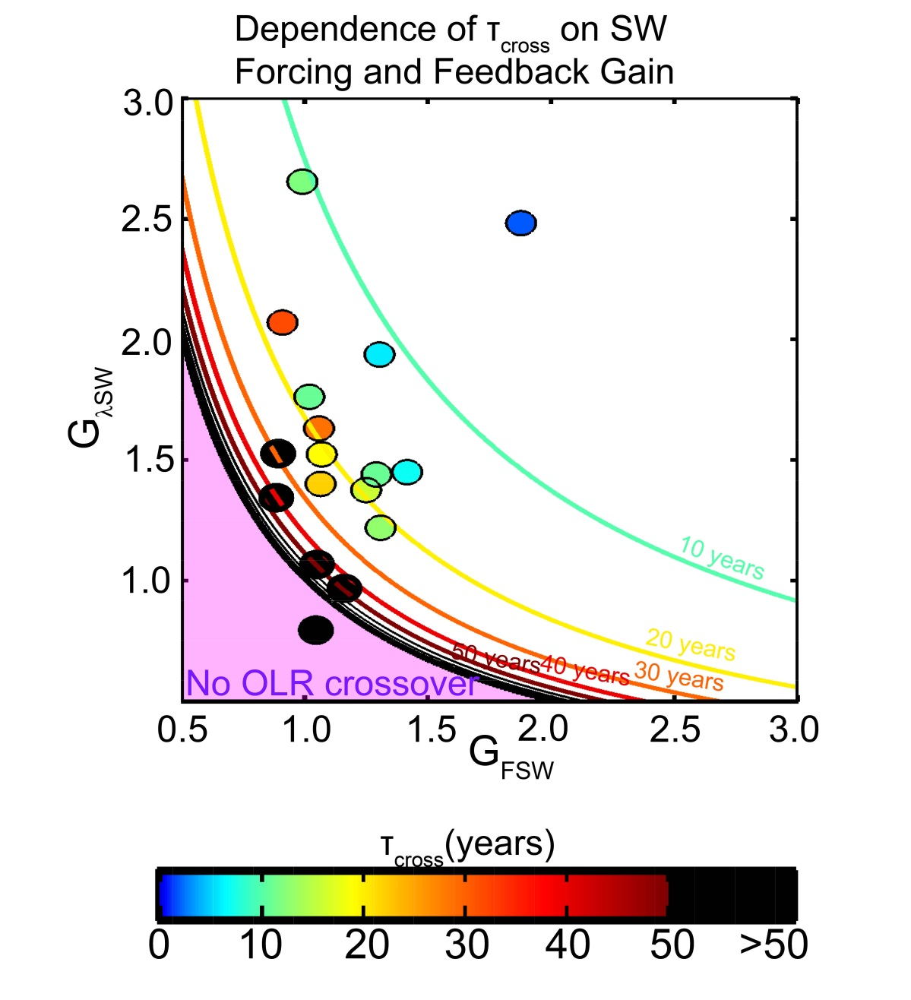 Dependence of τcross on SW
Forcing and Feedback Gain
3.0
2.5
2.0
1.5
1.0
GλSW
10 years
20 years
50 years
40 years
30 years
No OLR crossover
0.5
1.0
1.5
2.0
2.5
3.0
GFSW
τcross(years)
0
10
20
30
40
50
>50